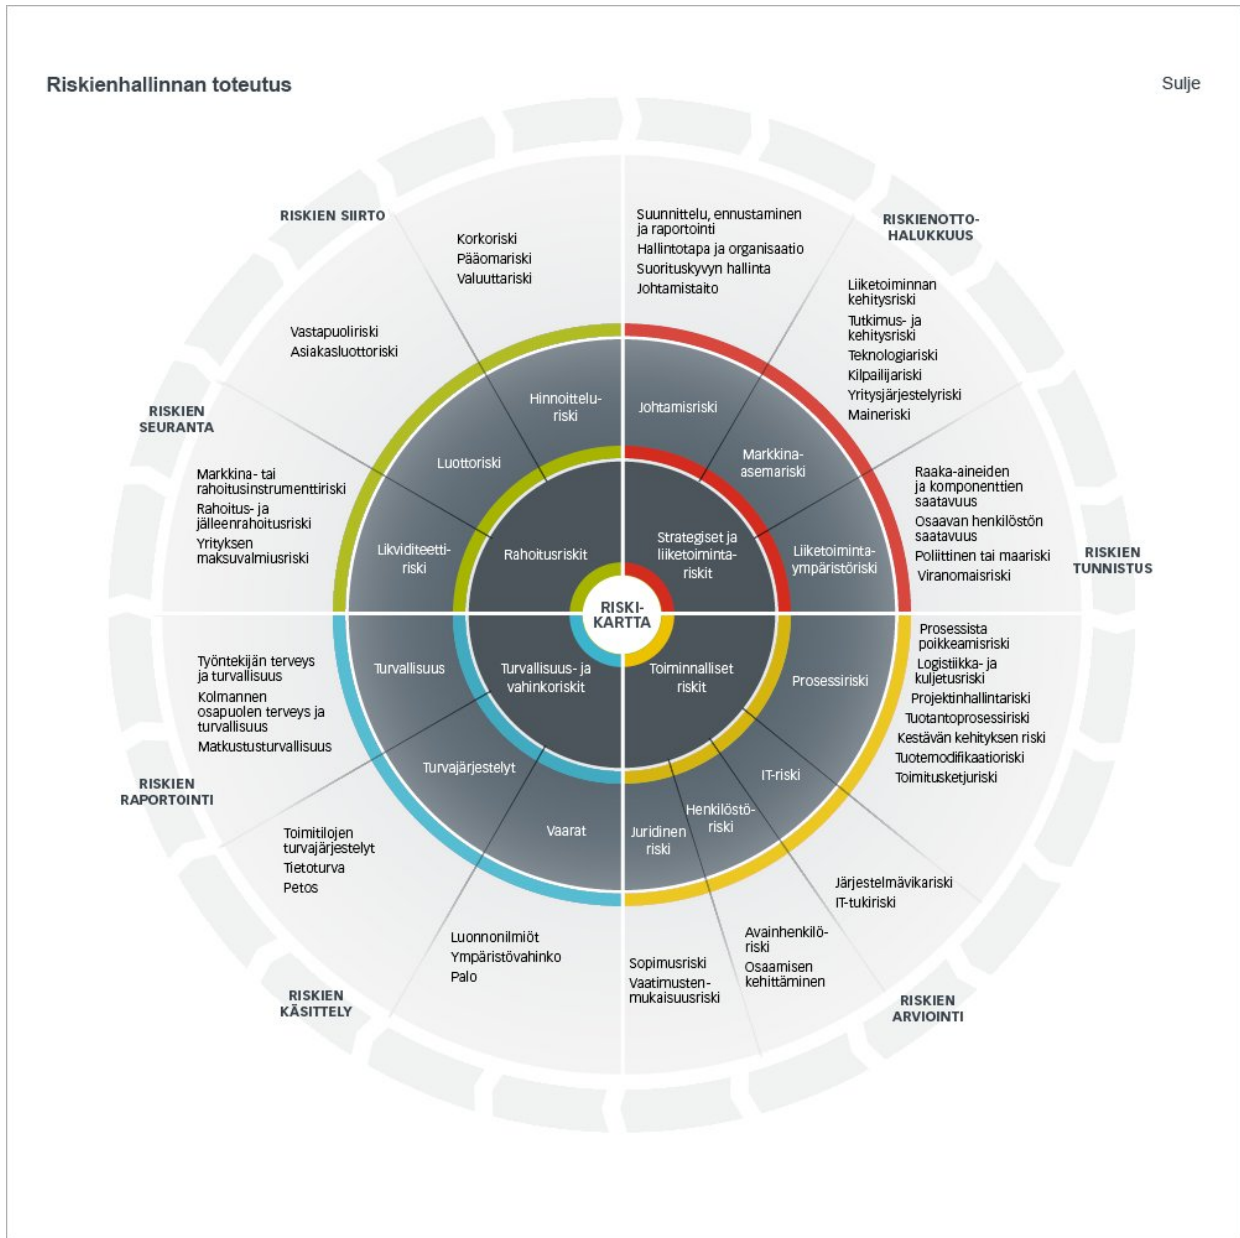 Riskienhallinnan toteutus
Sulje
RISKIEN SIIRTO
RISKIENOTTO-
HALUKKUUS
RISKIEN
TUNNISTUS
RISKIEN
ARVIOINTI
RISKIEN
KÄSITTELY
RISKIEN
RAPORTOINTI
RISKIEN
SEURANTA
RISKI-
KARTTA
Strategiset ja
liiketoiminta-
riskit
Johtamisriski
Suunnittelu, ennustaminen
ja raportointi
Hallintotapa ja organisaatio
Suorituskyvyn hallinta
Johtamistaito
Markkina-
asemariski
Liiketoiminnan
kehitysriski
Tutkimus- ja
kehitysriski
Teknologiariski
Kilpailijariski
Yritysjärjestelyriski
Maineriski
Liiketoiminta-
ympäristöriski
Raaka-aineiden
ja komponenttien
saatavuus
Osaavan henkilöstön
saatavuus
Poliittinen tai maariski
Viranomaisriski
Toiminnalliset
riskit
Prosessiriski
Prosessista
poikkeamisriski
Logistiikka- ja
kuljetusriski
Projektinhallintariski
Tuotantoprosessiriski
Kestävän kehityksen riski
Tuotemodifikaatioriski
Toimitusketjuriski
IT-riski
Järjestelmävikariski
IT-tukiriski
Henkilöstö-
riski
Avainhenkilö-
riski
Osaamisen
kehittäminen
Juridinen
riski
Sopimusriski
Vaatimusten-
mukaisuusriski
Turvallisuus- ja
vahinkoriskit
Vaarat
Luonnonilmiöt
Ympäristövahinko
Palo
Turvajärjestelyt
Toimitilojen
turvajärjestelyt
Tietoturva
Petos
Turvallisuus
Työntekijän terveys
ja turvallisuus
Kolmannen
osapuolen terveys ja
turvallisuus
Matkustusturvallisuus
Rahoitusriskit
Likviditeetti-
riski
Markkina- tai
rahoitusinstrumenttiriski
Rahoitus- ja
jälleenrahoitusriski
Yrityksen
maksuvalmiusriski
Luottoriski
Vastapuoliriski
Asiakasluottoriski
Hinnoittelu-
riski
Korkoriski
Pääomariski
Valuuttariski